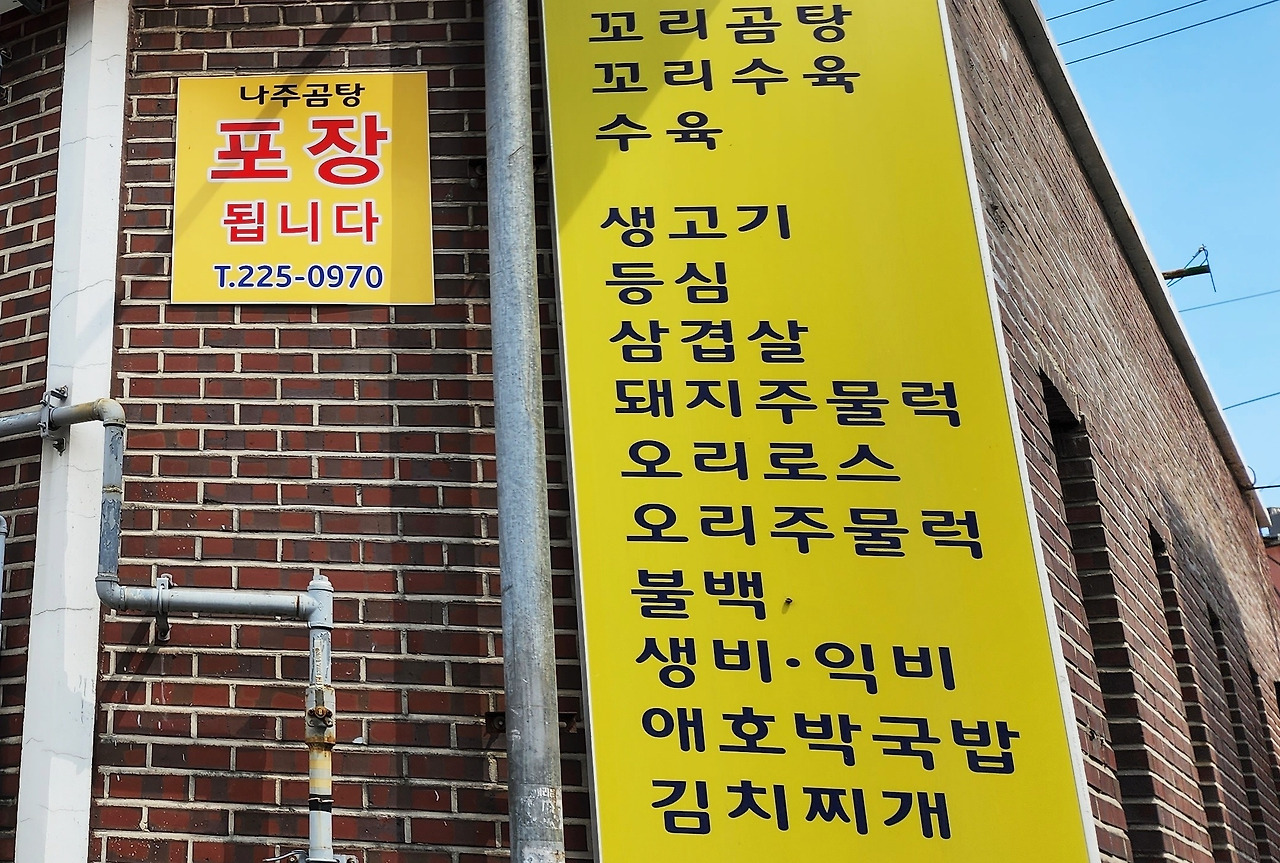 나주곰탕
포장
됩니다
T.225-0970
꼬리곰탕
꼬리수육
수육
생고기
등심
삼겹살
돼지주물럭
오리로스
오리주물럭
불백
생비·익비
애호박국밥
김치찌개